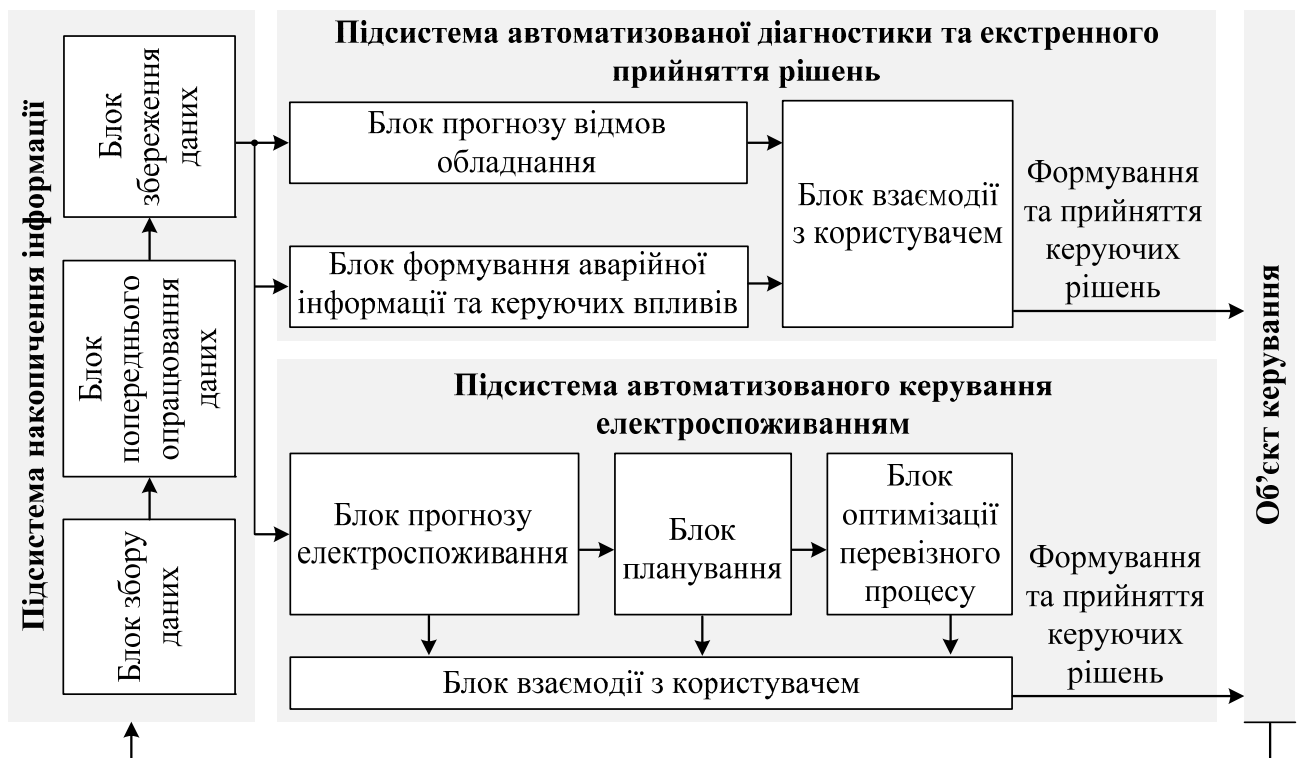 Підсистема накопичення інформації
Блок
збереження
даних
Блок
попереднього
опрацювання
даних
Блок збору
даних
Підсистема автоматизованої діагностики та екстренного
прийняття рішень
Блок прогнозу відмов
обладнання
Блок формування аварійної
інформації та керуючих впливів
Блок взаємодії
з користувачем
Формування
та прийняття
керуючих
рішень
Підсистема автоматизованого керування
електроспоживанням
Блок прогнозу
електроспоживання
Блок
планування
Блок
оптимізації
перевізного
процесу
Блок взаємодії з користувачем
Формування
та прийняття
керуючих
рішень
Об’єкт керування